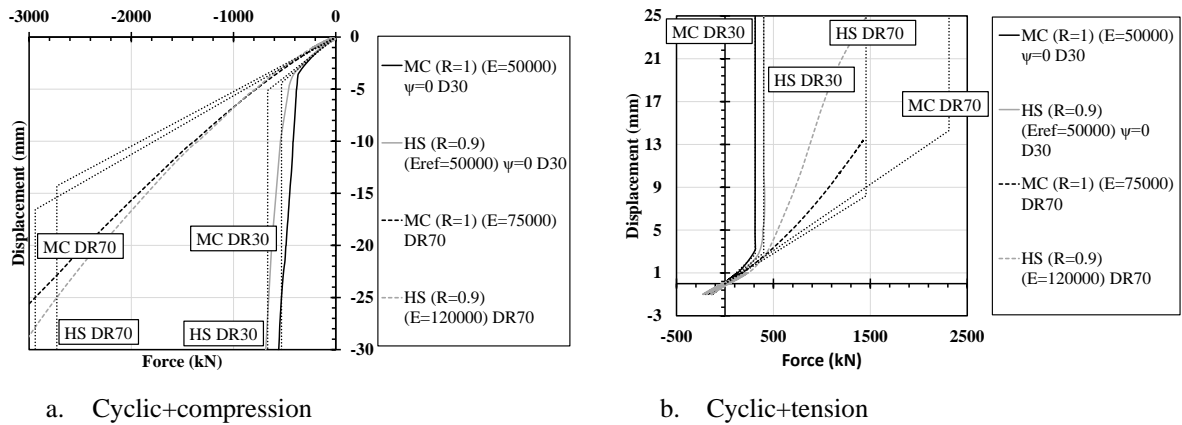 -3000 -2000 -1000 0
0
-5
-10
-15
-20
-25
-30
Displacement (mm)
Force (kN)
MC DR70
MC DR30
HS DR70
HS DR30
MC (R=1) (E=50000)
ψ=0 D30
HS (R=0.9)
(Eref=50000) ψ=0 D30
MC (R=1) (E=75000)
DR70
HS (R=0.9)
(E=120000) DR70
a. Cyclic+compression
25
21
17
13
9
5
1
-3
-500 500 1500 2500
Displacement (mm)
Force (kN)
MC DR30
HS DR70
HS DR30
MC DR70
MC (R=1) (E=50000)
ψ=0 D30
HS (R=0.9)
(Eref=50000) ψ=0
D30
MC (R=1) (E=75000)
DR70
HS (R=0.9)
(E=120000) DR70
b. Cyclic+tension